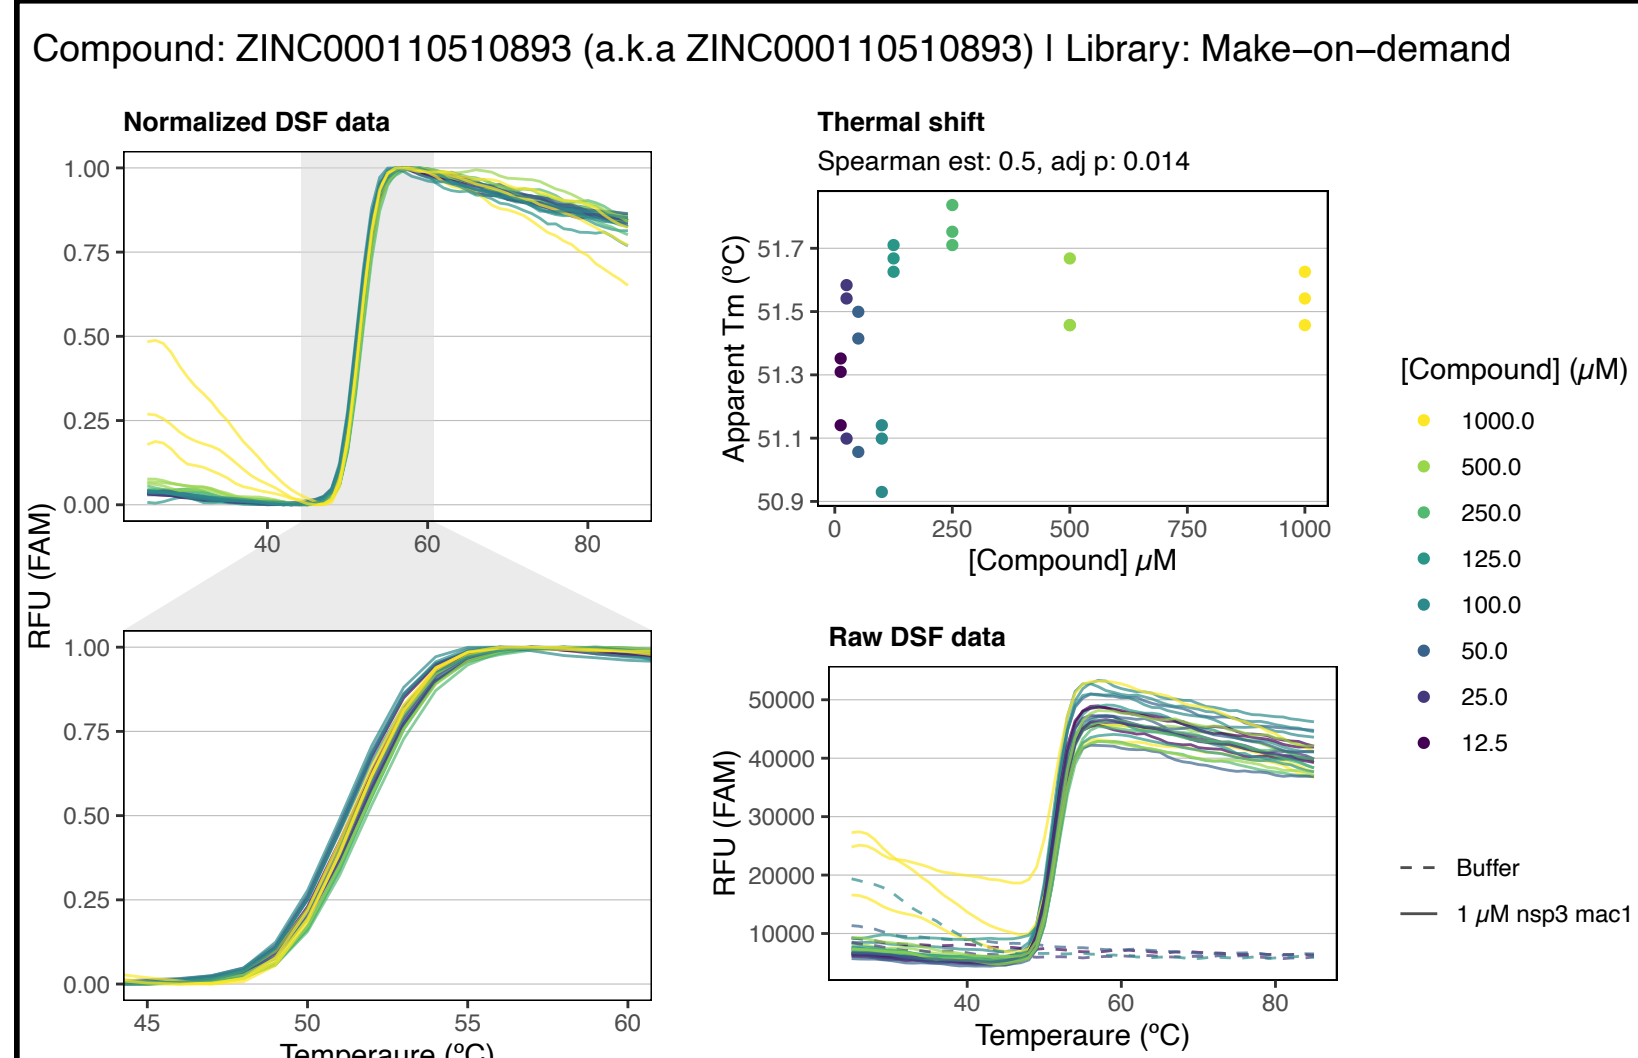 Compound: ZINC000110510893 (a.k.a ZINC000110510893) | Library: Make−on−demand
Normalized DSF data
1.00
0.75
0.50
0.25
0.00
40 60 80
RFU (FAM)
1.00
0.75
0.50
0.25
0.00
45 50 55 60
Temperaure (ºC)
Thermal shift
Spearman est: 0.5, adj p: 0.014
Apparent Tm (ºC)
51.7
51.5
51.3
51.1
50.9
0 250 500 750 1000
[Compound] µM
Raw DSF data
RFU (FAM)
50000
40000
30000
20000
10000
40 60 80
Temperaure (ºC)
[Compound] (µM)
1000.0
500.0
250.0
125.0
100.0
50.0
25.0
12.5
Buffer
1 µM nsp3 mac1